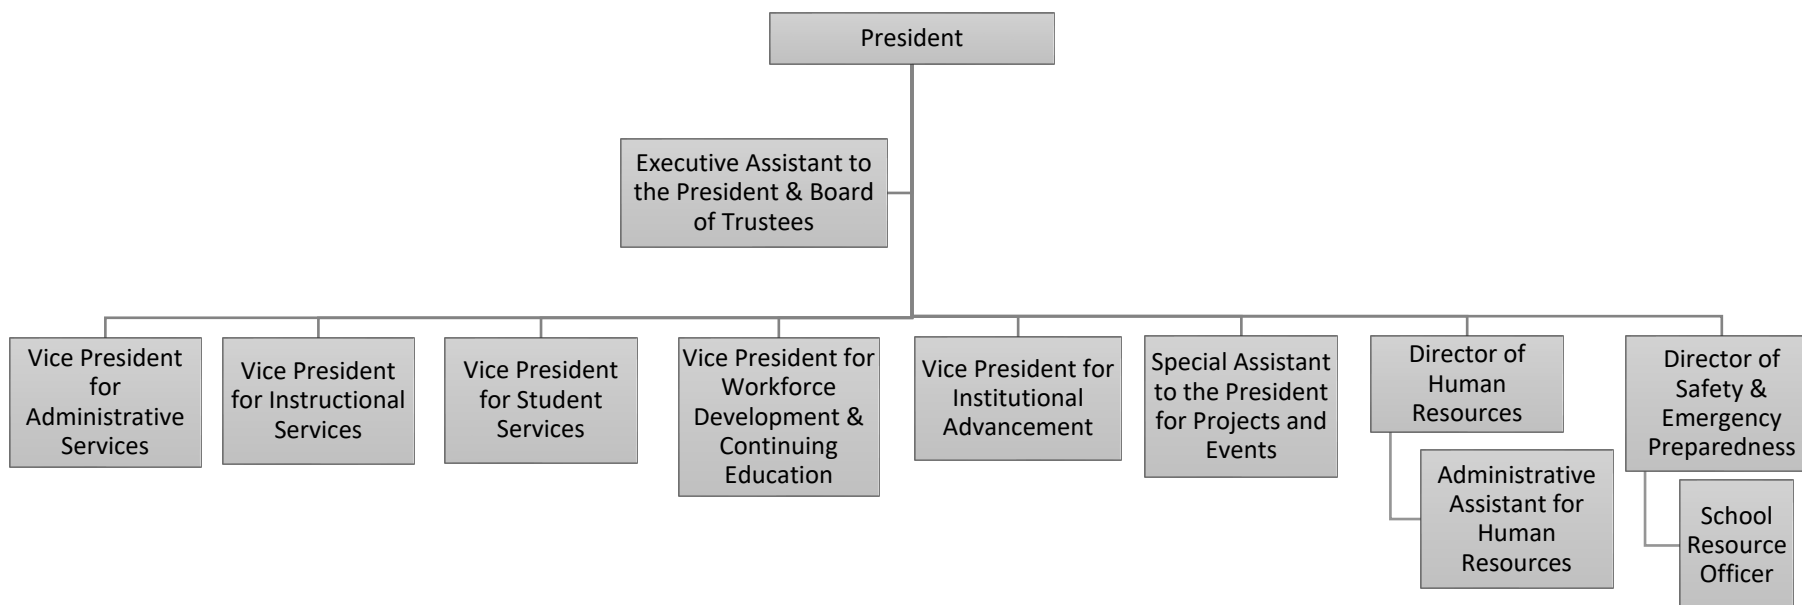 President
Executive Assistant to
the President & Board
of Trustees
Vice President
for
Administrative
Services
Vice President
for Instructional
Services
Vice President
for Student
Services
Vice President for
Workforce
Development &
Continuing
Education
Vice President for
Institutional
Advancement
Special Assistant
to the President
for Projects and
Events
Director of
Human
Resources
Administrative
Assistant for
Human
Resources
Director of
Safety &
Emergency
Preparedness
School
Resource
Officer